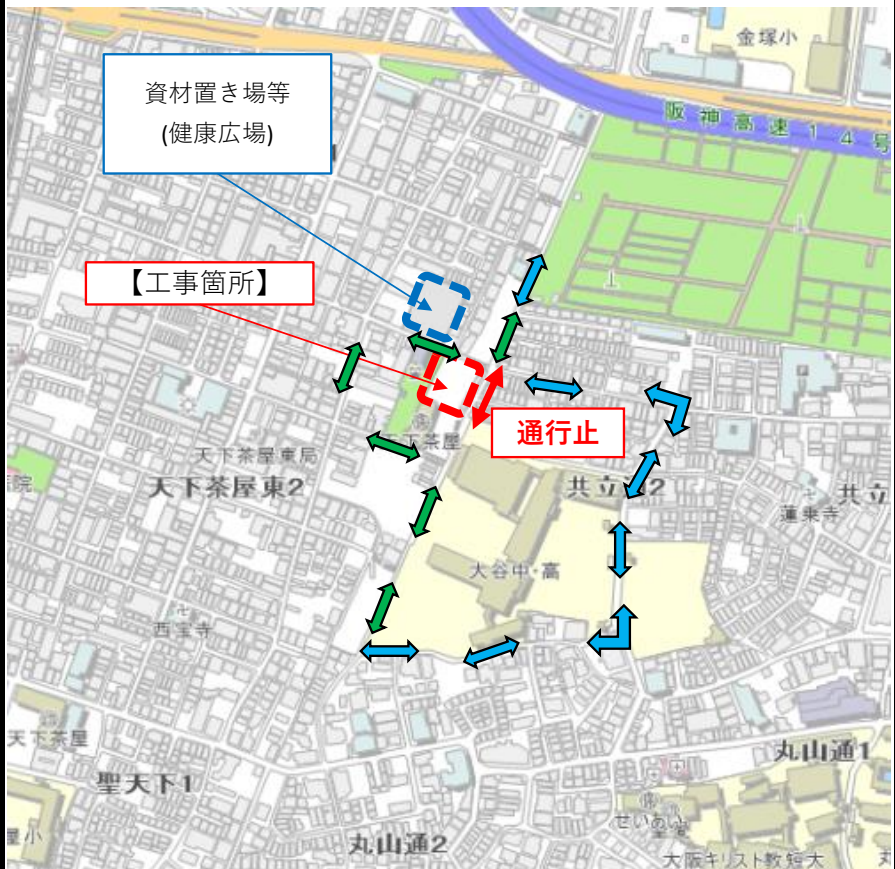 金塚小
資材置き場等
(健康広場)
阪神高速14号
【工事箇所】
通行止
下茶屋
天下茶屋東局
天下茶屋東2
共立
2
共立
蓮乗寺
大谷中・高
西宝寺
天下茶屋
丸山通1
聖天下1
せいあい
丸山通2
大阪キリスト教短大